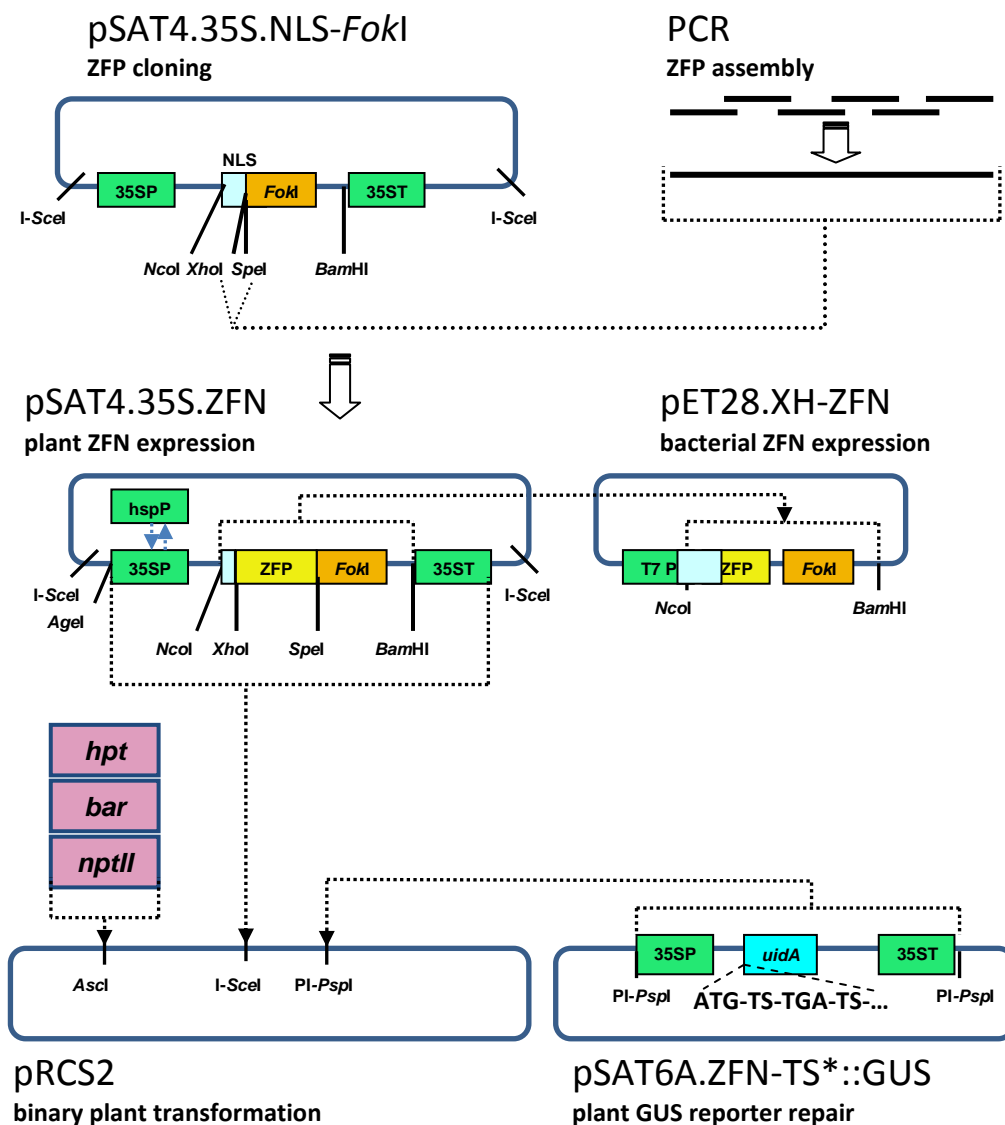 pSAT4.35S.NLS-FokI
ZFP cloning
PCR
ZFP assembly
NLS
35SP
FokI
35ST
I-SceI
I-SceI
NcoI XhoI SpeI BamHI
pSAT4.35S.ZFN
plant ZFN expression
pET28.XH-ZFN
bacterial ZFN expression
hspP
35SP
ZFP
FokI
35ST
T7 P
ZFP
FokI
I-SceI
I-SceI
AgeI
NcoI
BamHI
NcoI XhoI SpeI BamHI
hpt
bar
nptII
35SP
uidA
35ST
AscI
I-SceI
PI-PspI
PI-PspI
PI-PspI
ATG-TS-TGA-TS-...
pRCS2
binary plant transformation
pSAT6A.ZFN-TS*::GUS
plant GUS reporter repair